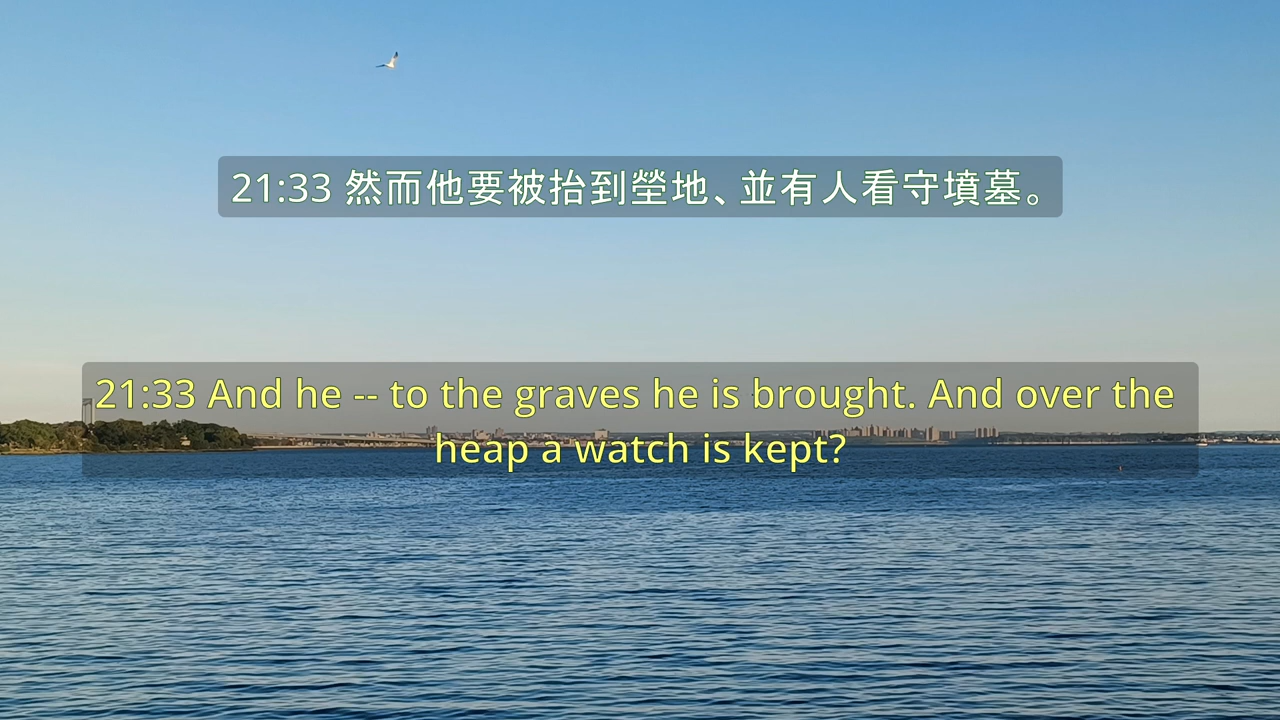 21:33 然而他要被抬到塋地、並有人看守墳墓。
21:33 And he -- to the graves he is brought. And over the
heap a watch is kept?